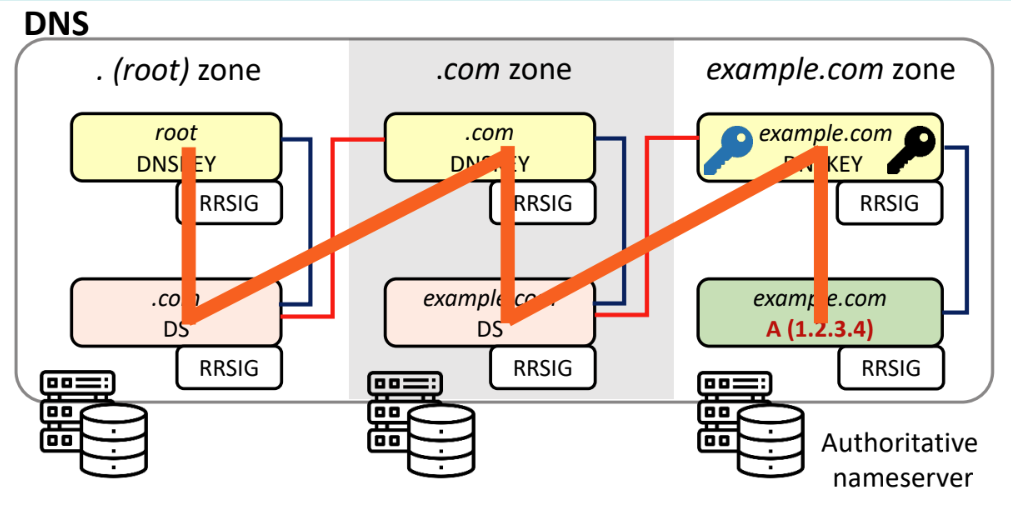 DNS
. (root) zone
.com zone
example.com zone
root
DNSKEY
RRSIG
.com
DNSKEY
RRSIG
example.com
DNSKEY
RRSIG
.com
DS
RRSIG
example.com
DS
RRSIG
example.com
A (1.2.3.4)
RRSIG
Authoritative
nameserver